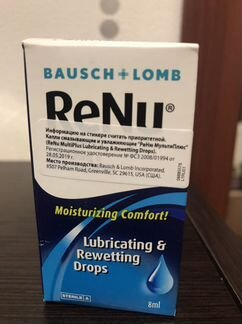 BAUSCH + LOMB
ReNu®
Информацию на стикере считать приоритетной.
Капли смазывающие и увлажняющие "РеНю МультиПлюс"
(ReNu MultiPlus Lubricating & Rewetting Drops).
Регистрационное удостоверение № ФСЗ 2008/01994 от
28.05.2019 г.
Место производства: Bausch & Lomb Incorporated,
8507 Pelham Road, Greenville, SC 29615, USA (США).
Moisturizing Comfort!
Lubricating &
Rewetting
Drops
STERILE A
8ml